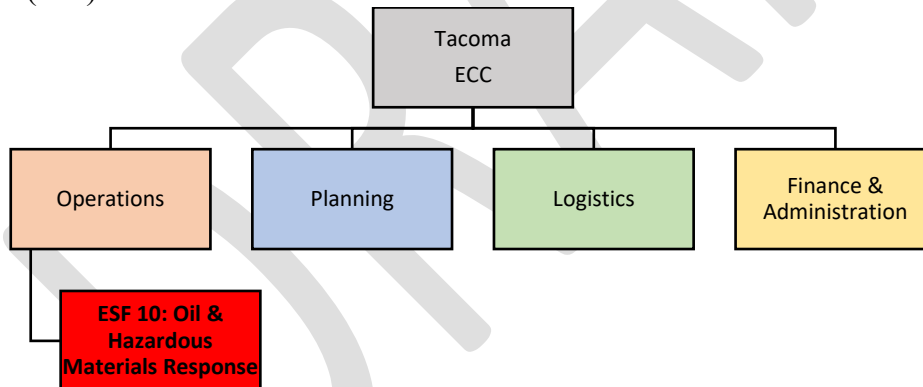 Tacoma
ECC
Operations
Planning
Logistics
Finance &
Administration
ESF 10: Oil &
Hazardous
Materials Response